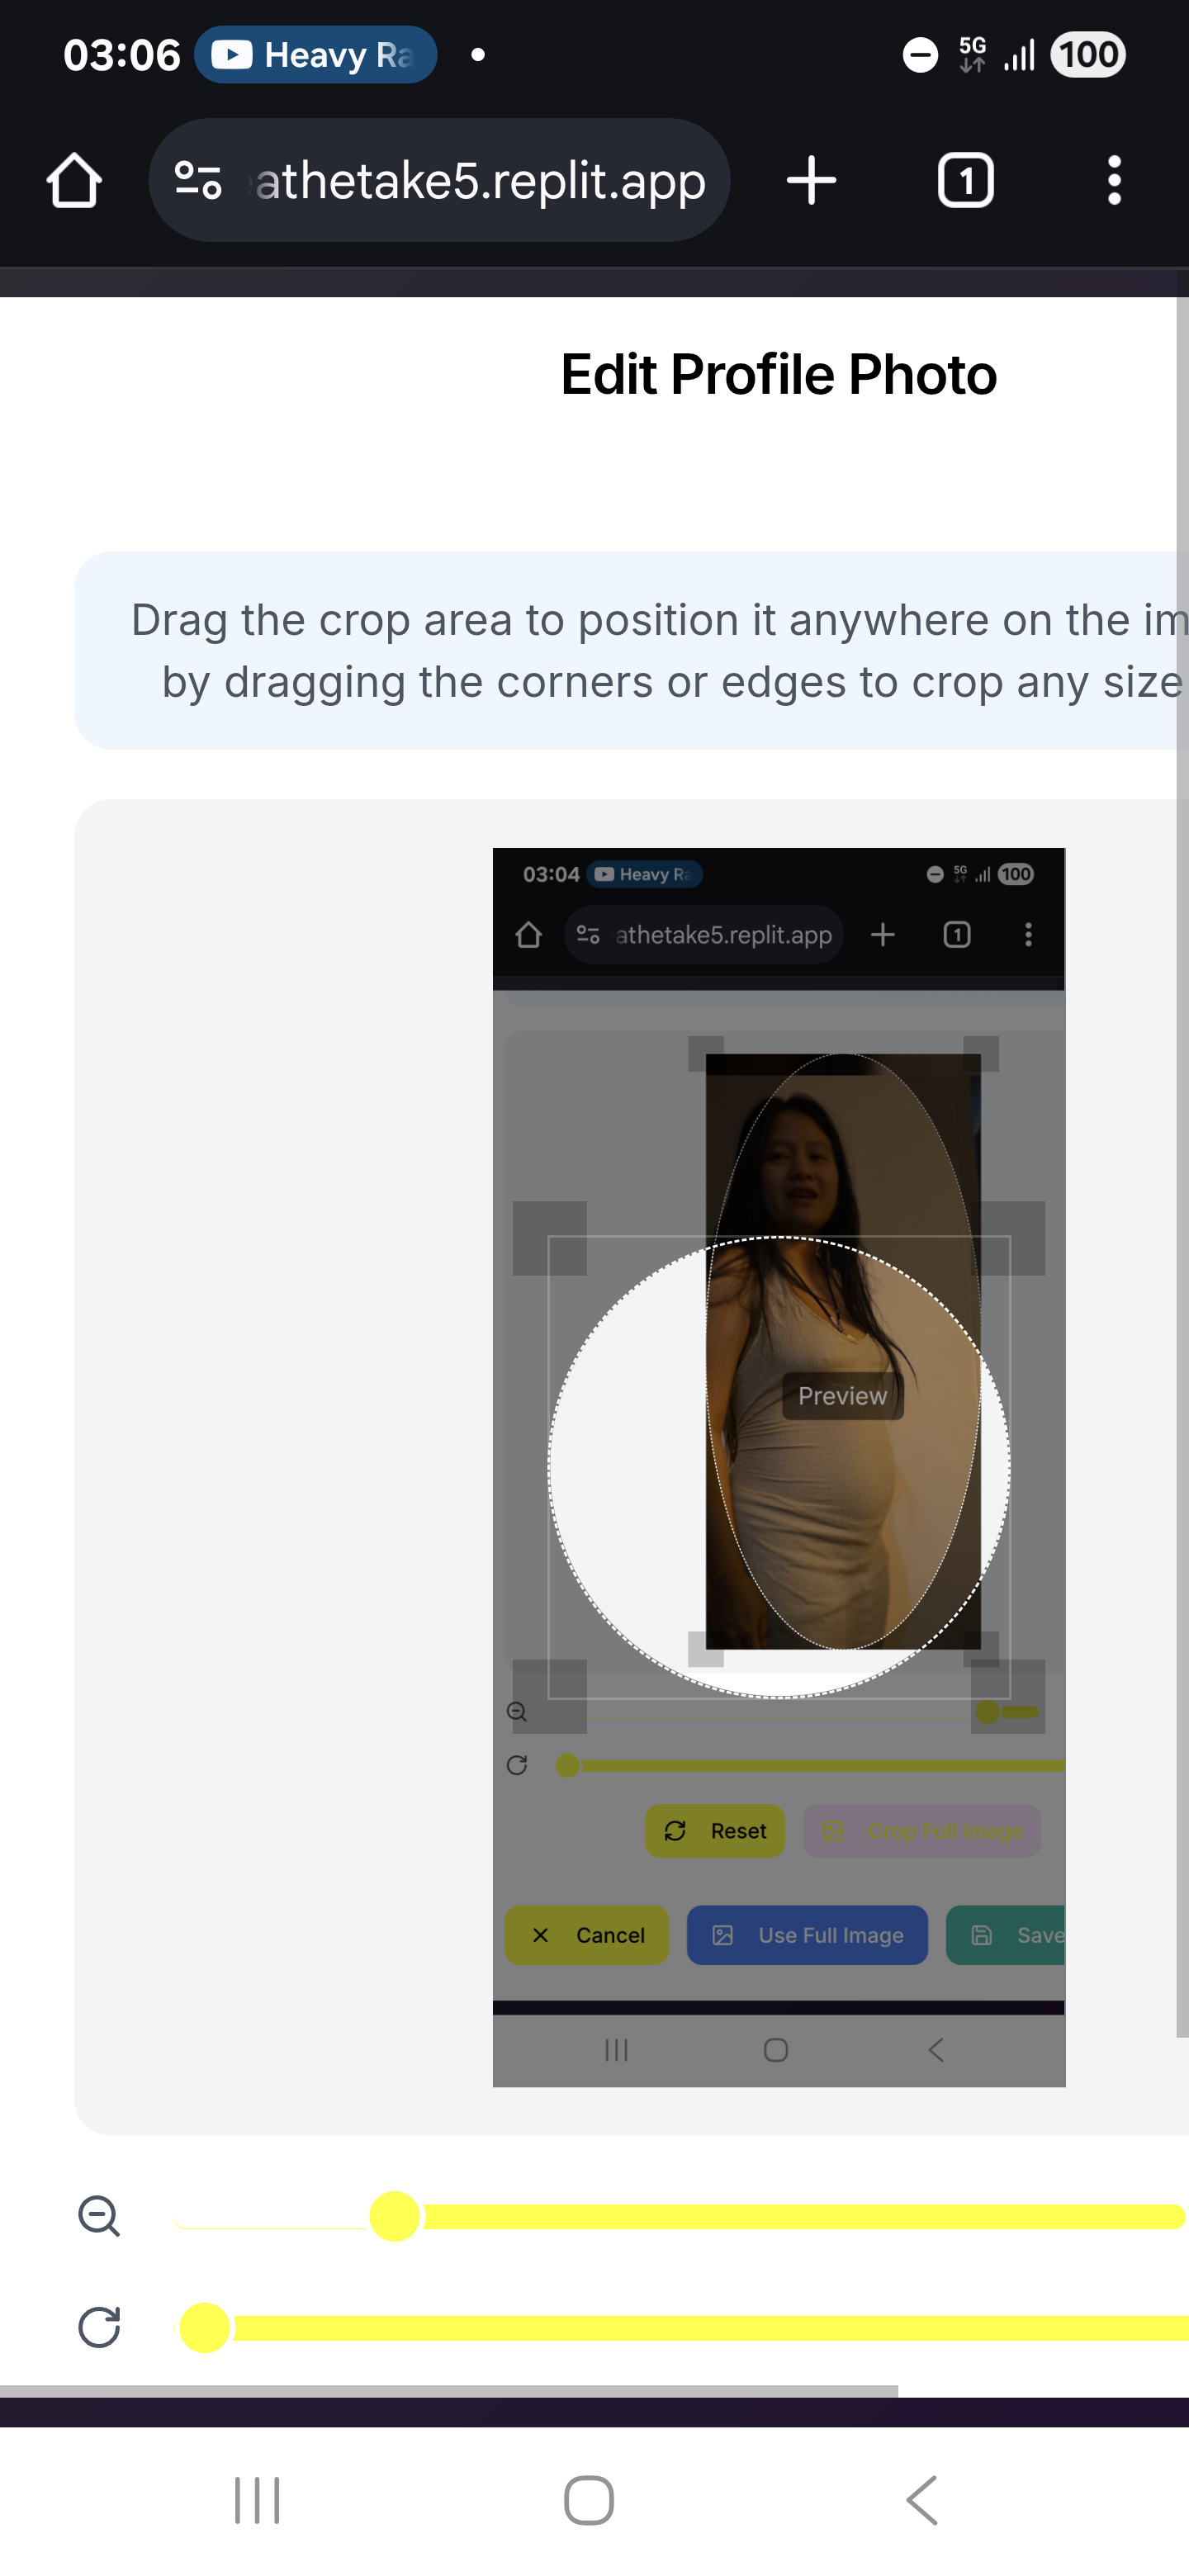 03:06 Heavy Ra 5G 100
athetake5.replit.app 1
Edit Profile Photo
Drag the crop area to position it anywhere on the im
by dragging the corners or edges to crop any size
03:04 Heavy Ra 5G 100
athetake5.replit.app 1
Preview
Reset Crop Full Image
Cancel Use Full Image Save